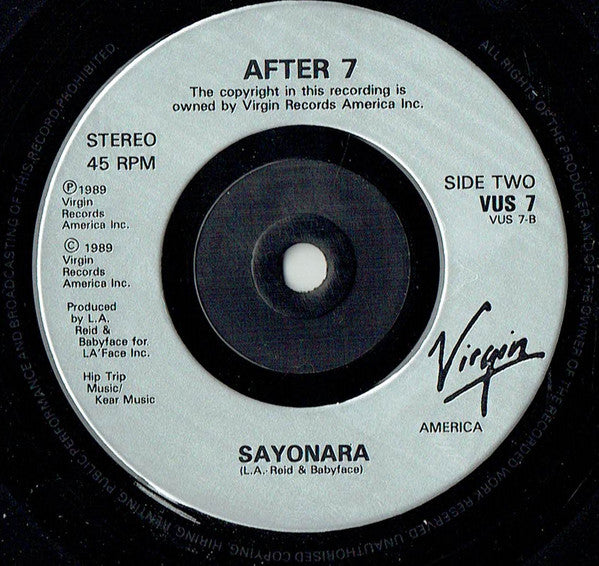 AFTER 7
The copyright in this recording is
owned by Virgin Records America Inc.
STEREO
45 RPM
Ⓟ1989
Virgin
Records
America Inc.
© 1989
Virgin
Records
America Inc.
Produced
by L.A.
Reid &
Babyface for
LA'Face Inc.
Hip Trip
Music/
Kear Music
SIDE TWO
VUS 7
VUS 7-B
Virgin
AMERICA
SAYONARA
(L.A. Reid & Babyface)
ALL RIGHTS OF THE PRODUCER AND OF THE OWNER OF THE RECORDED WORK RESERVED. UNAUTHORISED COPYING, HIRING, RENTING, PUBLIC PERFORMANCE AND BROADCASTING OF THIS RECORD PROHIBITED.